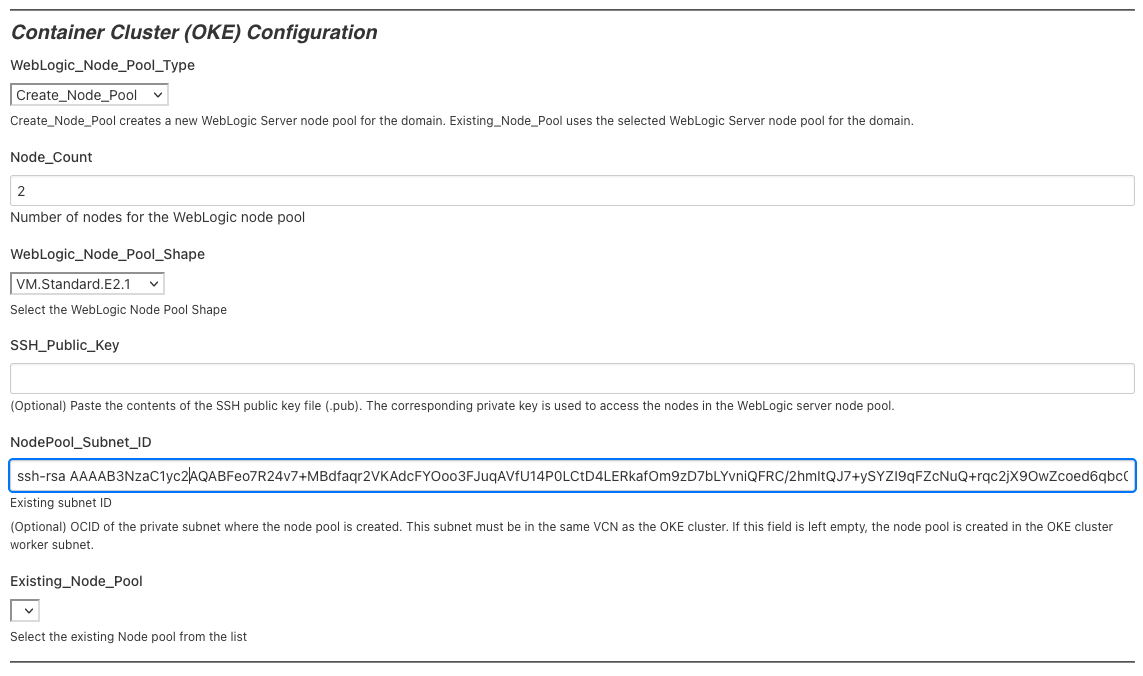 Container Cluster (OKE) Configuration
WebLogic_Node_Pool_Type
Create_Node_Pool
Create_Node_Pool creates a new WebLogic Server node pool for the domain. Existing_Node_Pool uses the selected WebLogic Server node pool for the domain.
Node_Count
2
Number of nodes for the WebLogic node pool
WebLogic_Node_Pool_Shape
VM.Standard.E2.1
Select the WebLogic Node Pool Shape
SSH_Public_Key
(Optional) Paste the contents of the SSH public key file (.pub). The corresponding private key is used to access the nodes in the WebLogic server node pool.
NodePool_Subnet_ID
ssh-rsa
Existing subnet ID
(Optional) OCID of the private subnet where the node pool is created. This subnet must be in the same VCN as the OKE cluster. If this field is left empty, the node pool is created in the OKE cluster
worker subnet.
Existing_Node_Pool
Select the existing Node pool from the list